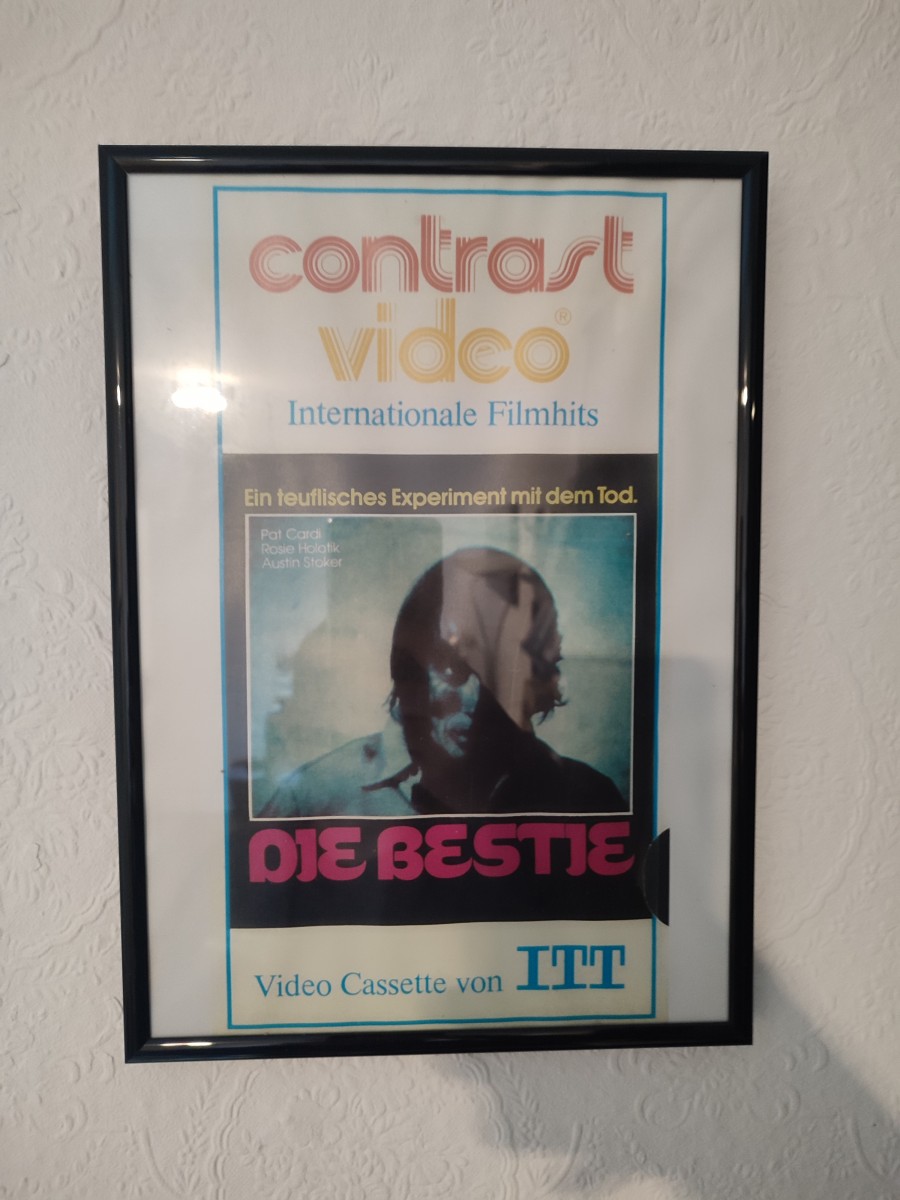 contrast
video®
Internationale Filmhits
Ein teuflisches Experiment mit dem Tod.
Pat Cardi
Rosie Holotik
Austin Stoker
DIE BESTIE
Video Cassette von ITT